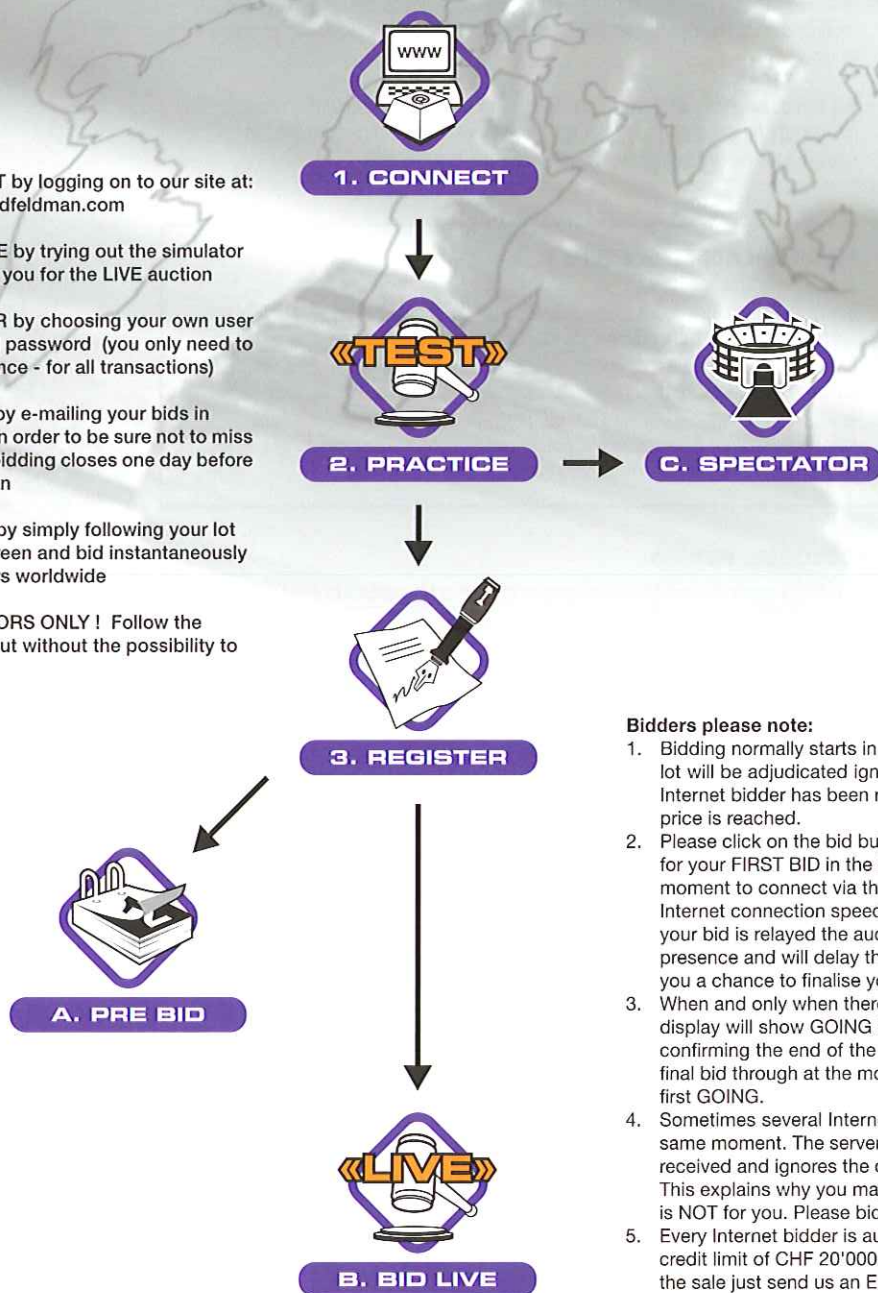 www
@
1. CONNECT
T by logging on to our site at:
dfeldman.com
E by trying out the simulator
you for the LIVE auction
R by choosing your own user
password (you only need to
nce - for all transactions)
by e-mailing your bids in
n order to be sure not to miss
bidding closes one day before
n
by simply following your lot
reen and bid instantaneously
rs worldwide
ORS ONLY ! Follow the
ut without the possibility to
«TEST»
2. PRACTICE
C. SPECTATOR
3. REGISTER
A. PRE BID
«LIVE»
B. BID LIVE
Bidders please note:
1. Bidding normally starts in
lot will be adjudicated ign
Internet bidder has been r
price is reached.
2. Please click on the bid bu
for your FIRST BID in the
moment to connect via th
Internet connection speed
your bid is relayed the auc
presence and will delay th
you a chance to finalise yo
3. When and only when there
display will show GOING
confirming the end of the
final bid through at the mo
first GOING.
4. Sometimes several Intern
same moment. The server
received and ignores the o
This explains why you ma
is NOT for you. Please bid
5. Every Internet bidder is au
credit limit of CHF 20'000
the sale just send us an E